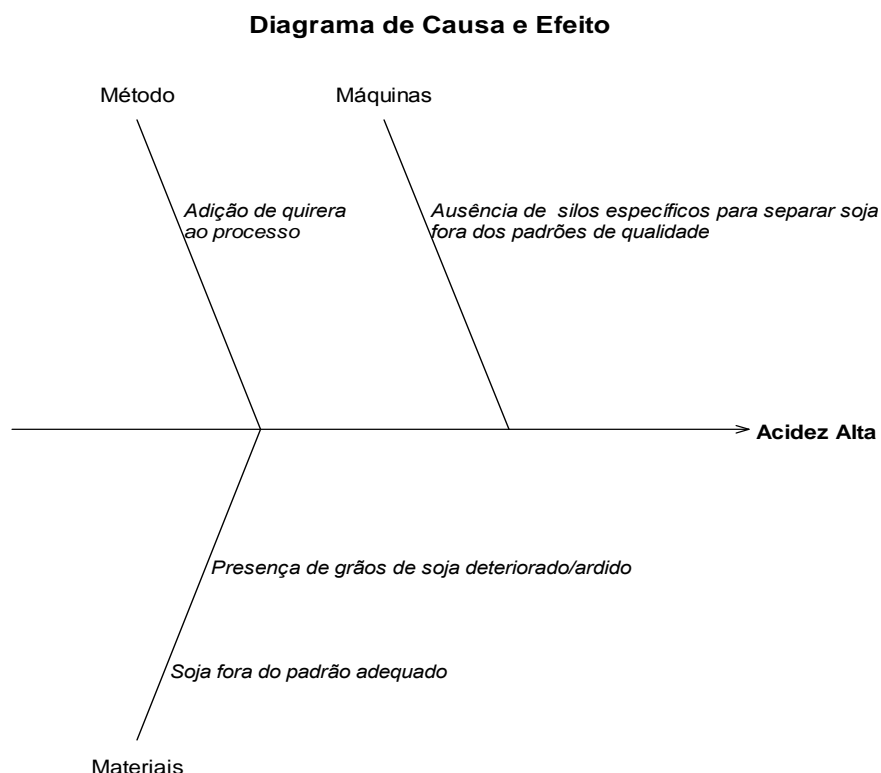 Diagrama de Causa e Efeito
Método
Máquinas
Adição de quirera
ao processo
Ausência de silos específicos para separar soja
fora dos padrões de qualidade
Acidez Alta
Presença de grãos de soja deteriorado/ardido
Soja fora do padrão adequado
Materiais